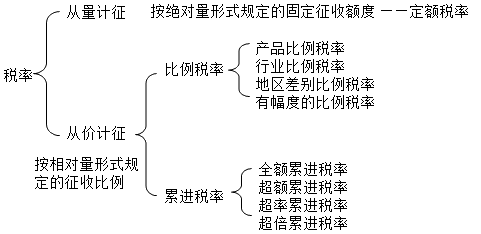 从量计征 按绝对量形式规定的固定征收额度 一一定额税率
税率
比例税率
产品比例税率
行业比例税率
地区差别比例税率
有幅度的比例税率
从价计征
按相对量形式规
定的征收比例
累进税率
全额累进税率
超额累进税率
超率累进税率
超倍累进税率